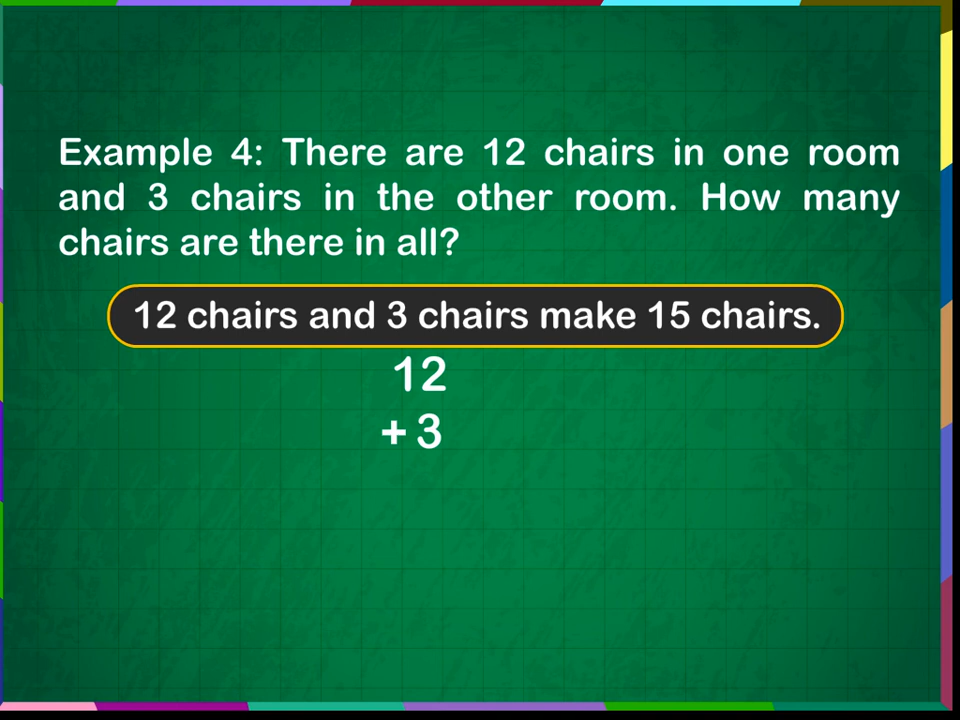 Example 4: There are 12 chairs in one room
and 3 chairs in the other room. How many
chairs are there in all?
12 chairs and 3 chairs make 15 chairs.
12
+ 3